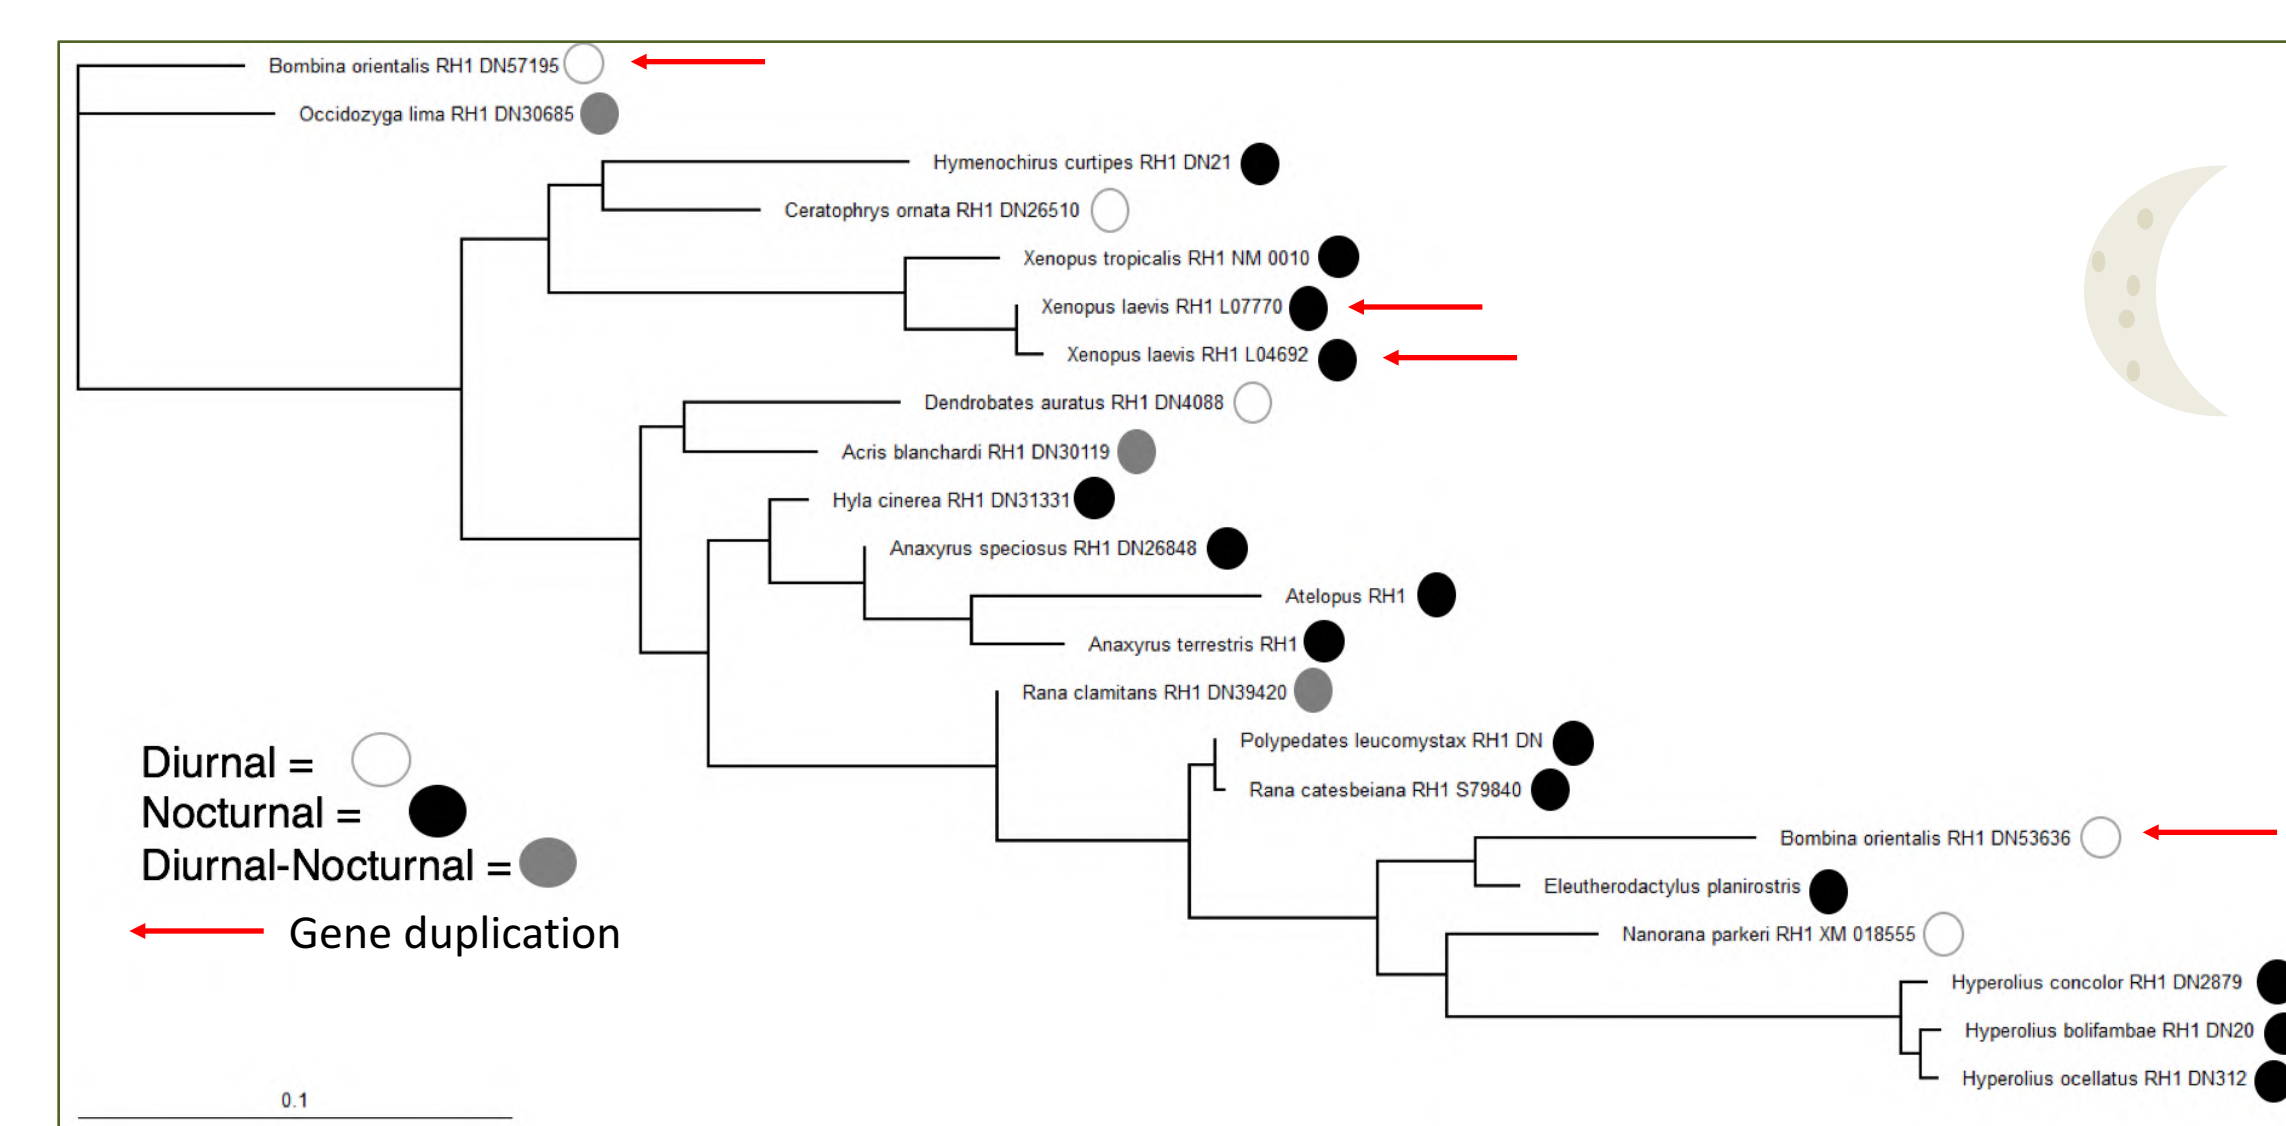 Bombina orientalis RH1 DN57195
Occidozyga lima RH1 DN30685
Hymenochirus curtipes RH1 DN21
Ceratophrys ornata RH1 DN26510
Xenopus tropicalis RH1 NM 0010
Xenopus laevis RH1 L07770
Xenopus laevis RH1 L04692
Dendrobates auratus RH1 DN4088
Acris blanchardi RH1 DN30119
Hyla cinerea RH1 DN31331
Anaxyrus speciosus RH1 DN26848
Atelopus RH1
Anaxyrus terrestris RH1
Rana clamitans RH1 DN39420
Polypedates leucomystax RH1 DN
Rana catesbeiana RH1 S79840
Bombina orientalis RH1 DN53636
Eleutherodactylus planirostris
Nanorana parkeri RH1 XM 018555
Hyperolius concolor RH1 DN2879
Hyperolius bolifambae RH1 DN20
Hyperolius ocellatus RH1 DN312
Diurnal =
Nocturnal =
Diurnal-Nocturnal =
Gene duplication
0.1